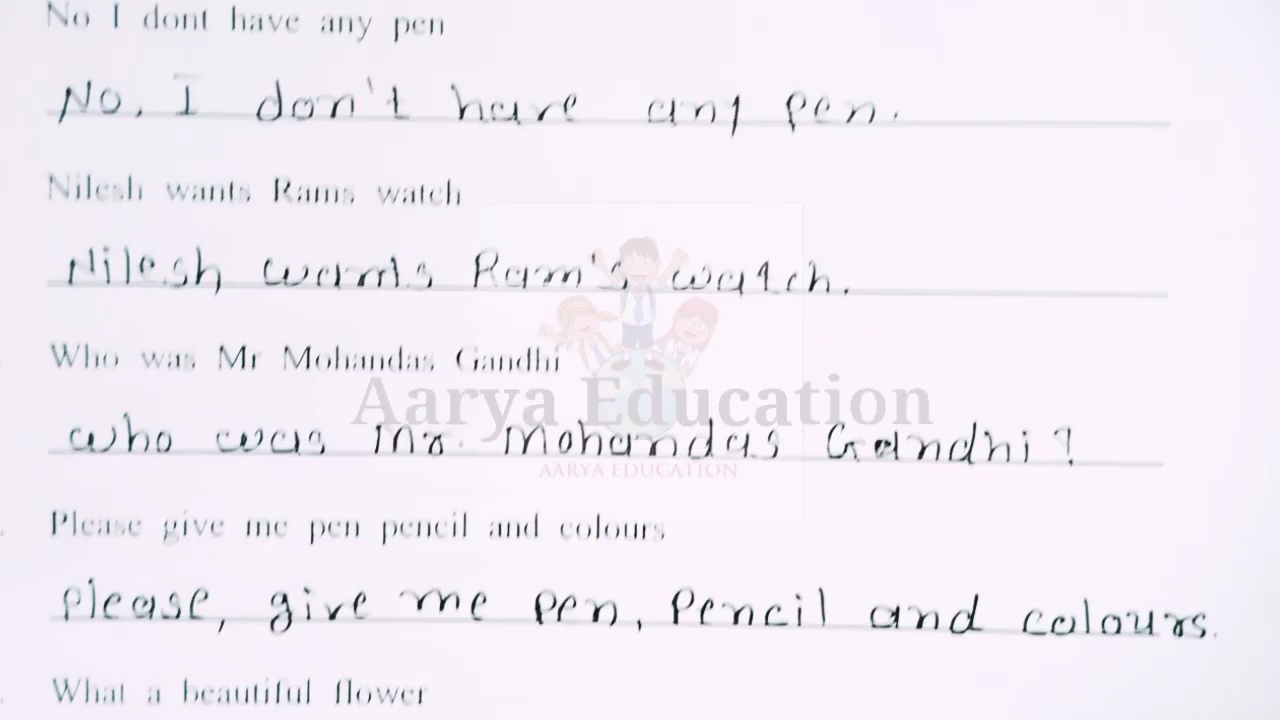 No I dont have any pen
No, I don't have any pen.
Nilesh wants Rams watch
Nilesh wants Ram's watch.
Who was Mr Mohandas Gandhi
Aarya Education
who was Mr. Mohandas Gandhi?
AARYA EDUCATION
Please give me pen pencil and colours
Please, give me pen, Pencil and colours.
What a beautiful flower